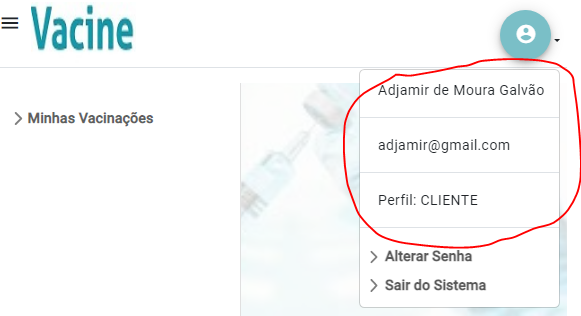 Vacine
Adjamir de Moura Galvão
Minhas Vacinações
adjamir@gmail.com
Perfil: CLIENTE
Alterar Senha
Sair do Sistema